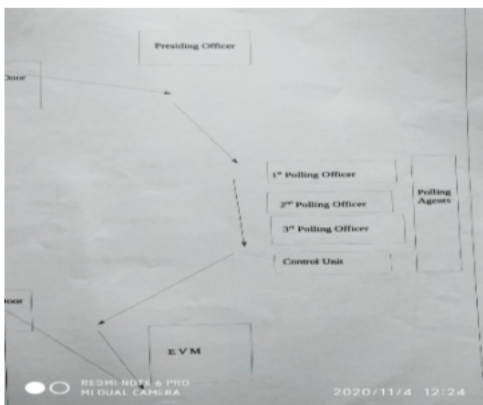 Presiding Officer
Door
1st Polling Officer
Polling
Agents
2nd Polling Officer
3rd Polling Officer
Control Unit
Door
E V M
REDMI NOTE 6 PRO
MI DUAL CAMERA
2020/11/4 12:24